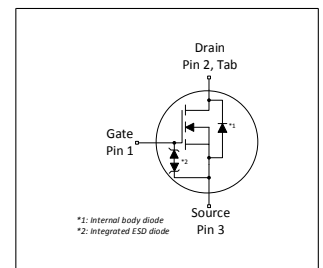 Drain
Pin 2, Tab
*1
Gate
Pin 1
*2
Source
Pin 3
*1: Internal body diode
*2: Integrated ESD diode